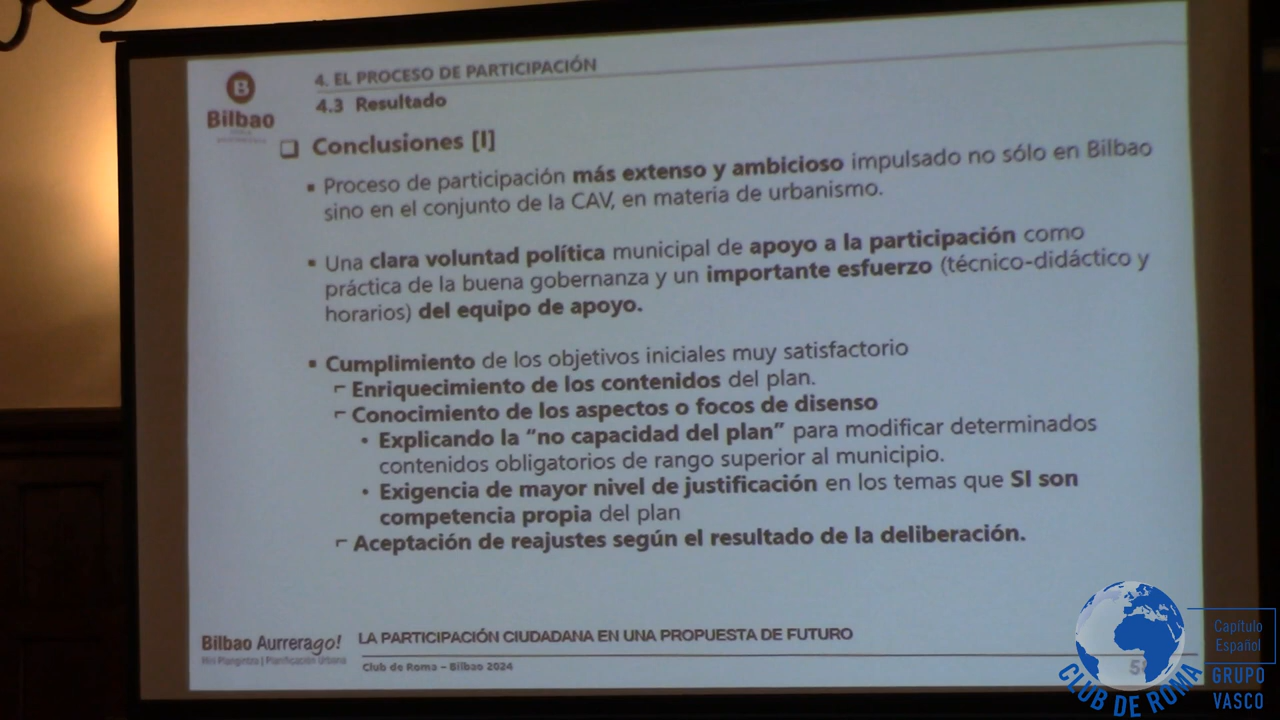 B
Bilbao
4. EL PROCESO DE PARTICIPACIÓN
4.3 Resultado
❑ Conclusiones [I]
▪ Proceso de participación más extenso y ambicioso impulsado no sólo en Bilbao
sino en el conjunto de la CAV, en materia de urbanismo.
▪ Una clara voluntad política municipal de apoyo a la participación como
práctica de la buena gobernanza y un importante esfuerzo (técnico-didáctico y
horarios) del equipo de apoyo.
▪ Cumplimiento de los objetivos iniciales muy satisfactorio
⌐ Enriquecimiento de los contenidos del plan.
⌐ Conocimiento de los aspectos o focos de disenso
• Explicando la “no capacidad del plan” para modificar determinados
contenidos obligatorios de rango superior al municipio.
• Exigencia de mayor nivel de justificación en los temas que SI son
competencia propia del plan
⌐ Aceptación de reajustes según el resultado de la deliberación.
Bilbao Aurrerago!
Hiri Plangintza | Planificación Urbana
LA PARTICIPACIÓN CIUDADANA EN UNA PROPUESTA DE FUTURO
Club de Roma – Bilbao 2024
CLUB DE ROMA
Capítulo
Español
GRUPO
VASCO